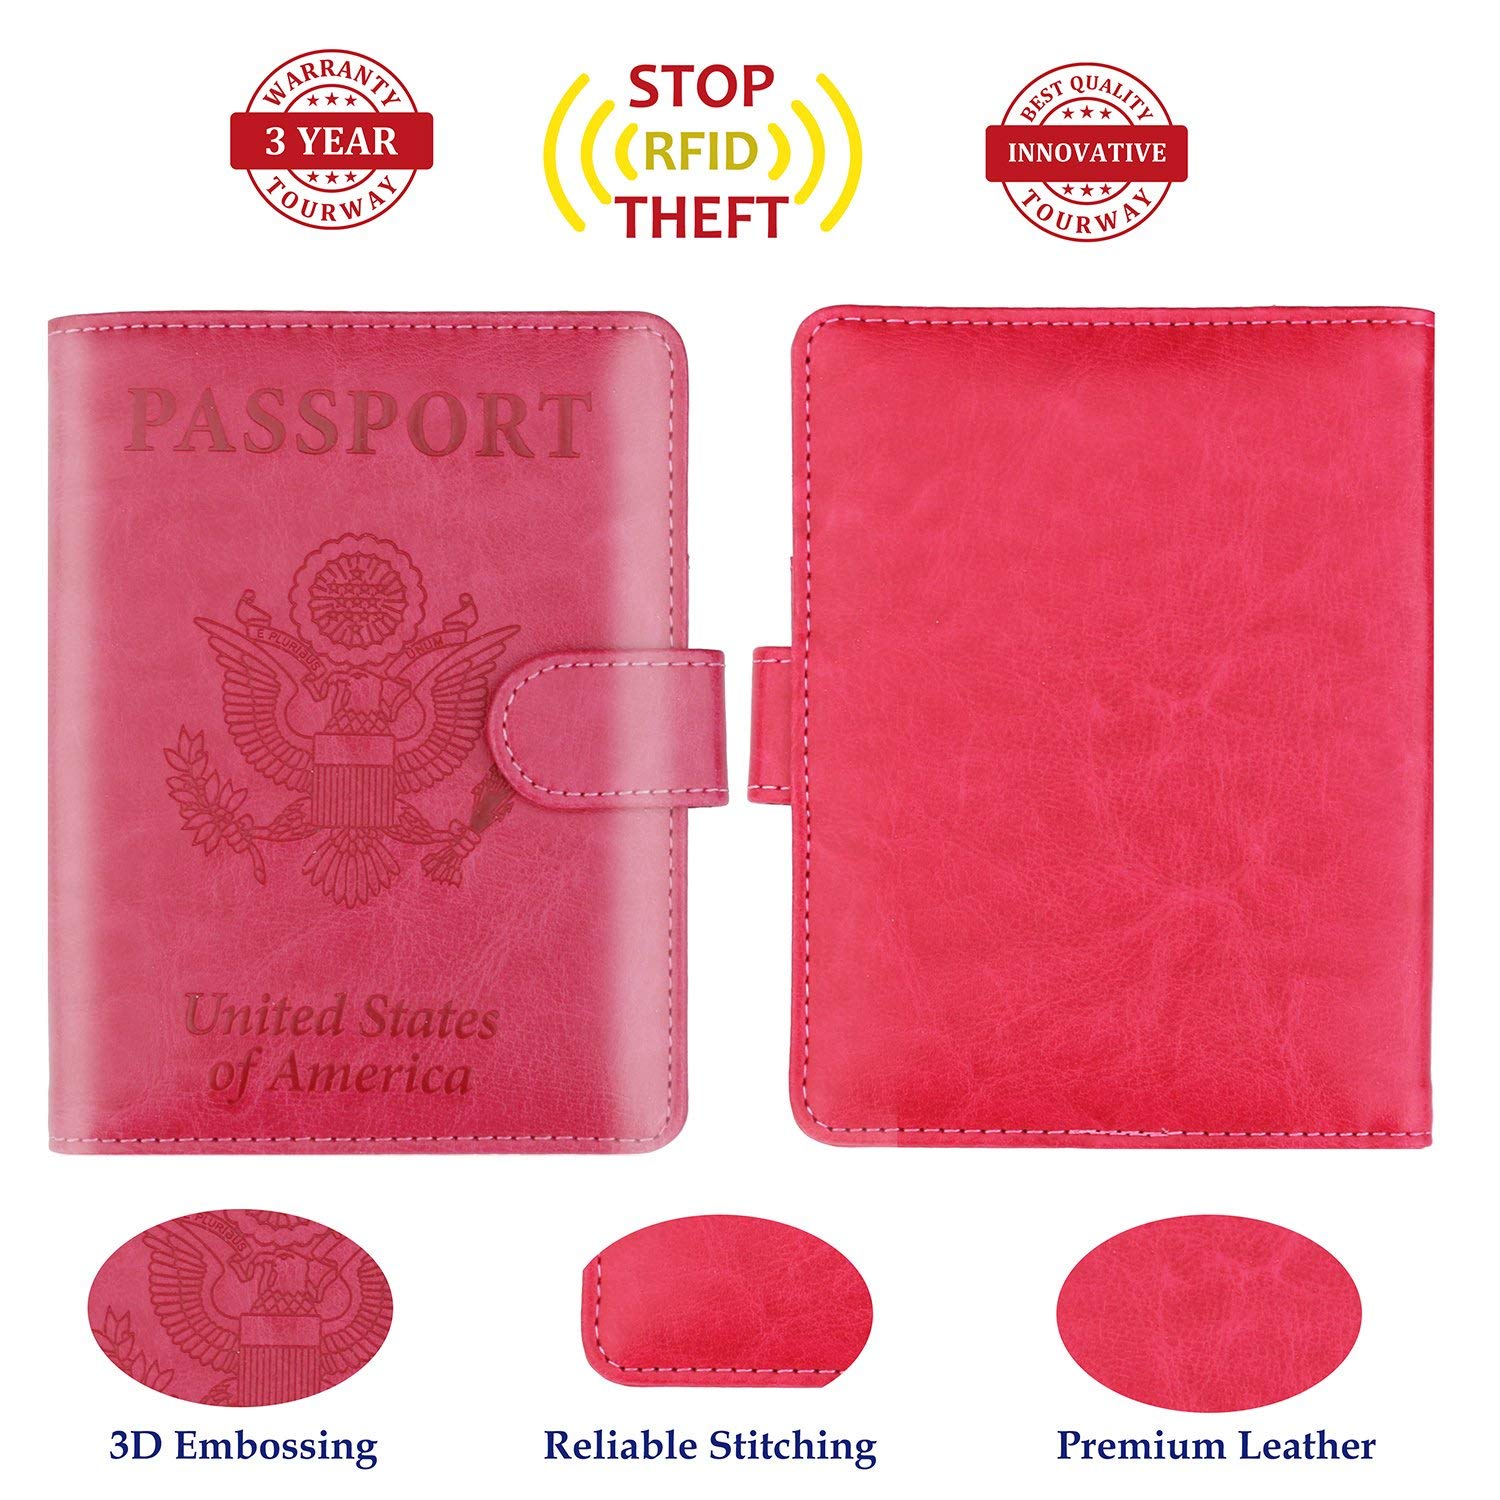 WARRANTY
3 YEAR
TOURWAY
STOP
RFID
THEFT
BEST QUALITY
INNOVATIVE
TOURWAY
PASSPORT
E PLURIBUS UNUM
United States
of America
E PLURIBUS
3D Embossing
Reliable Stitching
Premium Leather